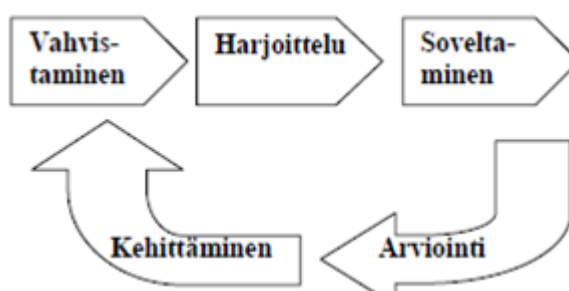 Vahvis-
taminen
Harjoittelu
Sovelta-
minen
Arviointi
Kehittäminen